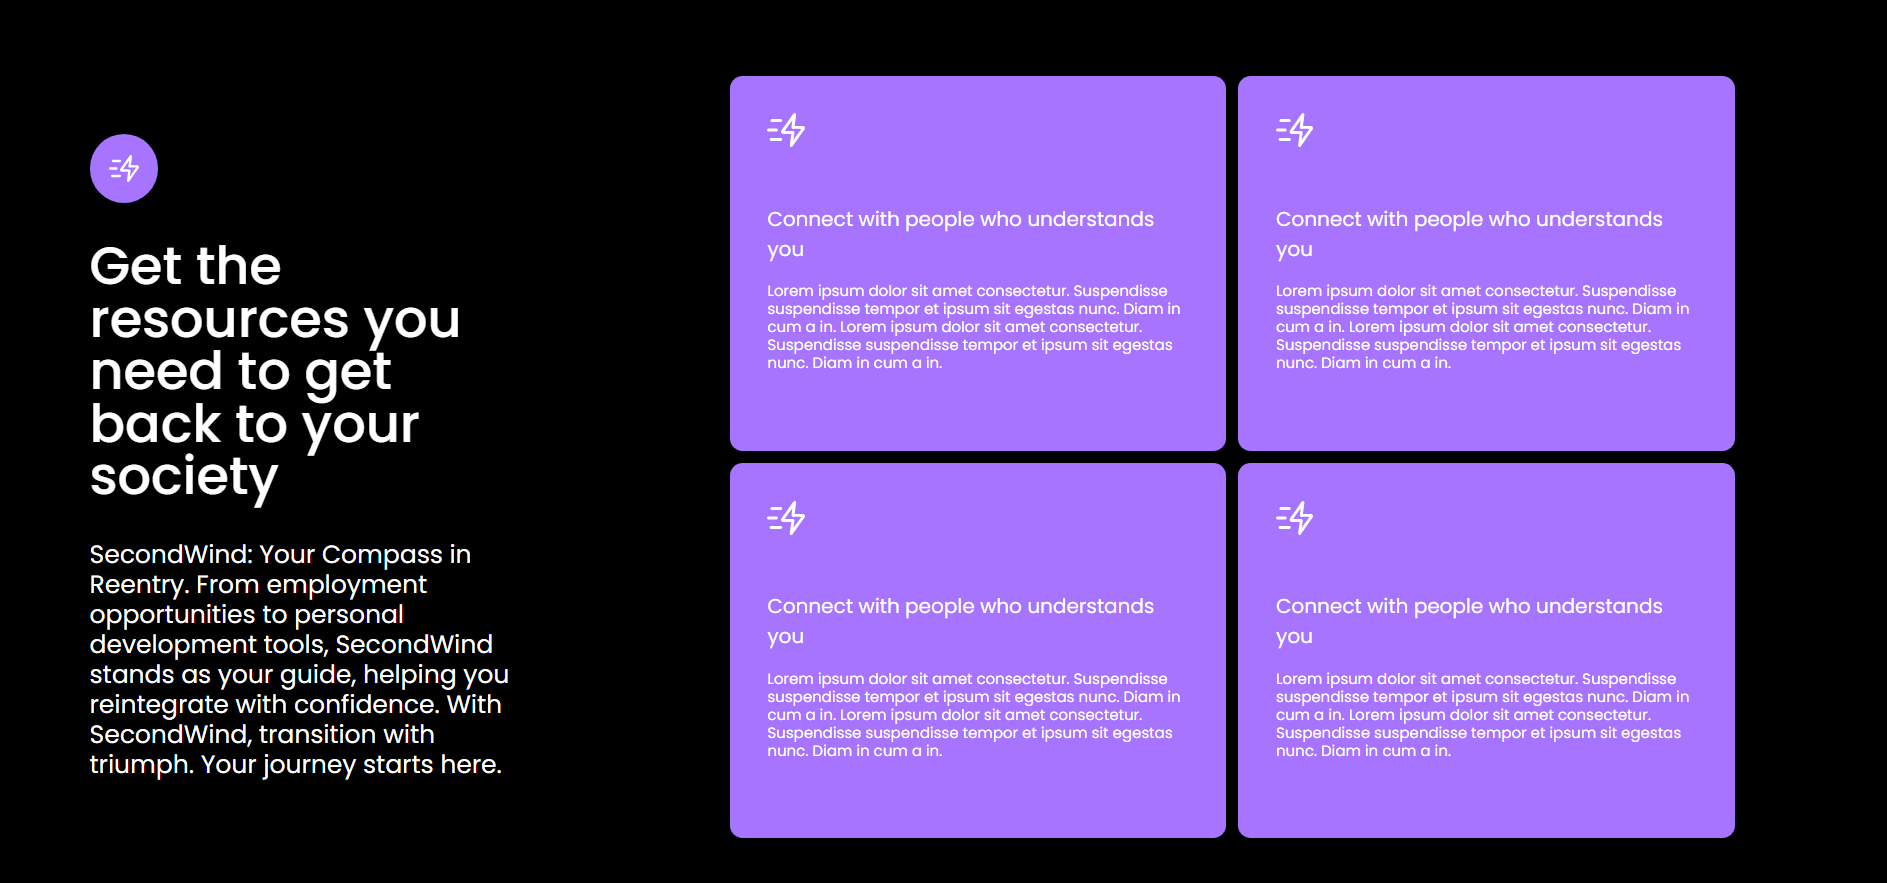 Get the
resources you
need to get
back to your
society
SecondWind: Your Compass in
Reentry. From employment
opportunities to personal
development tools, SecondWind
stands as your guide, helping you
reintegrate with confidence. With
SecondWind, transition with
triumph. Your journey starts here.
Connect with people who understands
you
Lorem ipsum dolor sit amet consectetur. Suspendisse
suspendisse tempor et ipsum sit egestas nunc. Diam in
cum a in. Lorem ipsum dolor sit amet consectetur.
Suspendisse suspendisse tempor et ipsum sit egestas
nunc. Diam in cum a in.
Connect with people who understands
you
Lorem ipsum dolor sit amet consectetur. Suspendisse
suspendisse tempor et ipsum sit egestas nunc. Diam in
cum a in. Lorem ipsum dolor sit amet consectetur.
Suspendisse suspendisse tempor et ipsum sit egestas
nunc. Diam in cum a in.
Connect with people who understands
you
Lorem ipsum dolor sit amet consectetur. Suspendisse
suspendisse tempor et ipsum sit egestas nunc. Diam in
cum a in. Lorem ipsum dolor sit amet consectetur.
Suspendisse suspendisse tempor et ipsum sit egestas
nunc. Diam in cum a in.
Connect with people who understands
you
Lorem ipsum dolor sit amet consectetur. Suspendisse
suspendisse tempor et ipsum sit egestas nunc. Diam in
cum a in. Lorem ipsum dolor sit amet consectetur.
Suspendisse suspendisse tempor et ipsum sit egestas
nunc. Diam in cum a in.